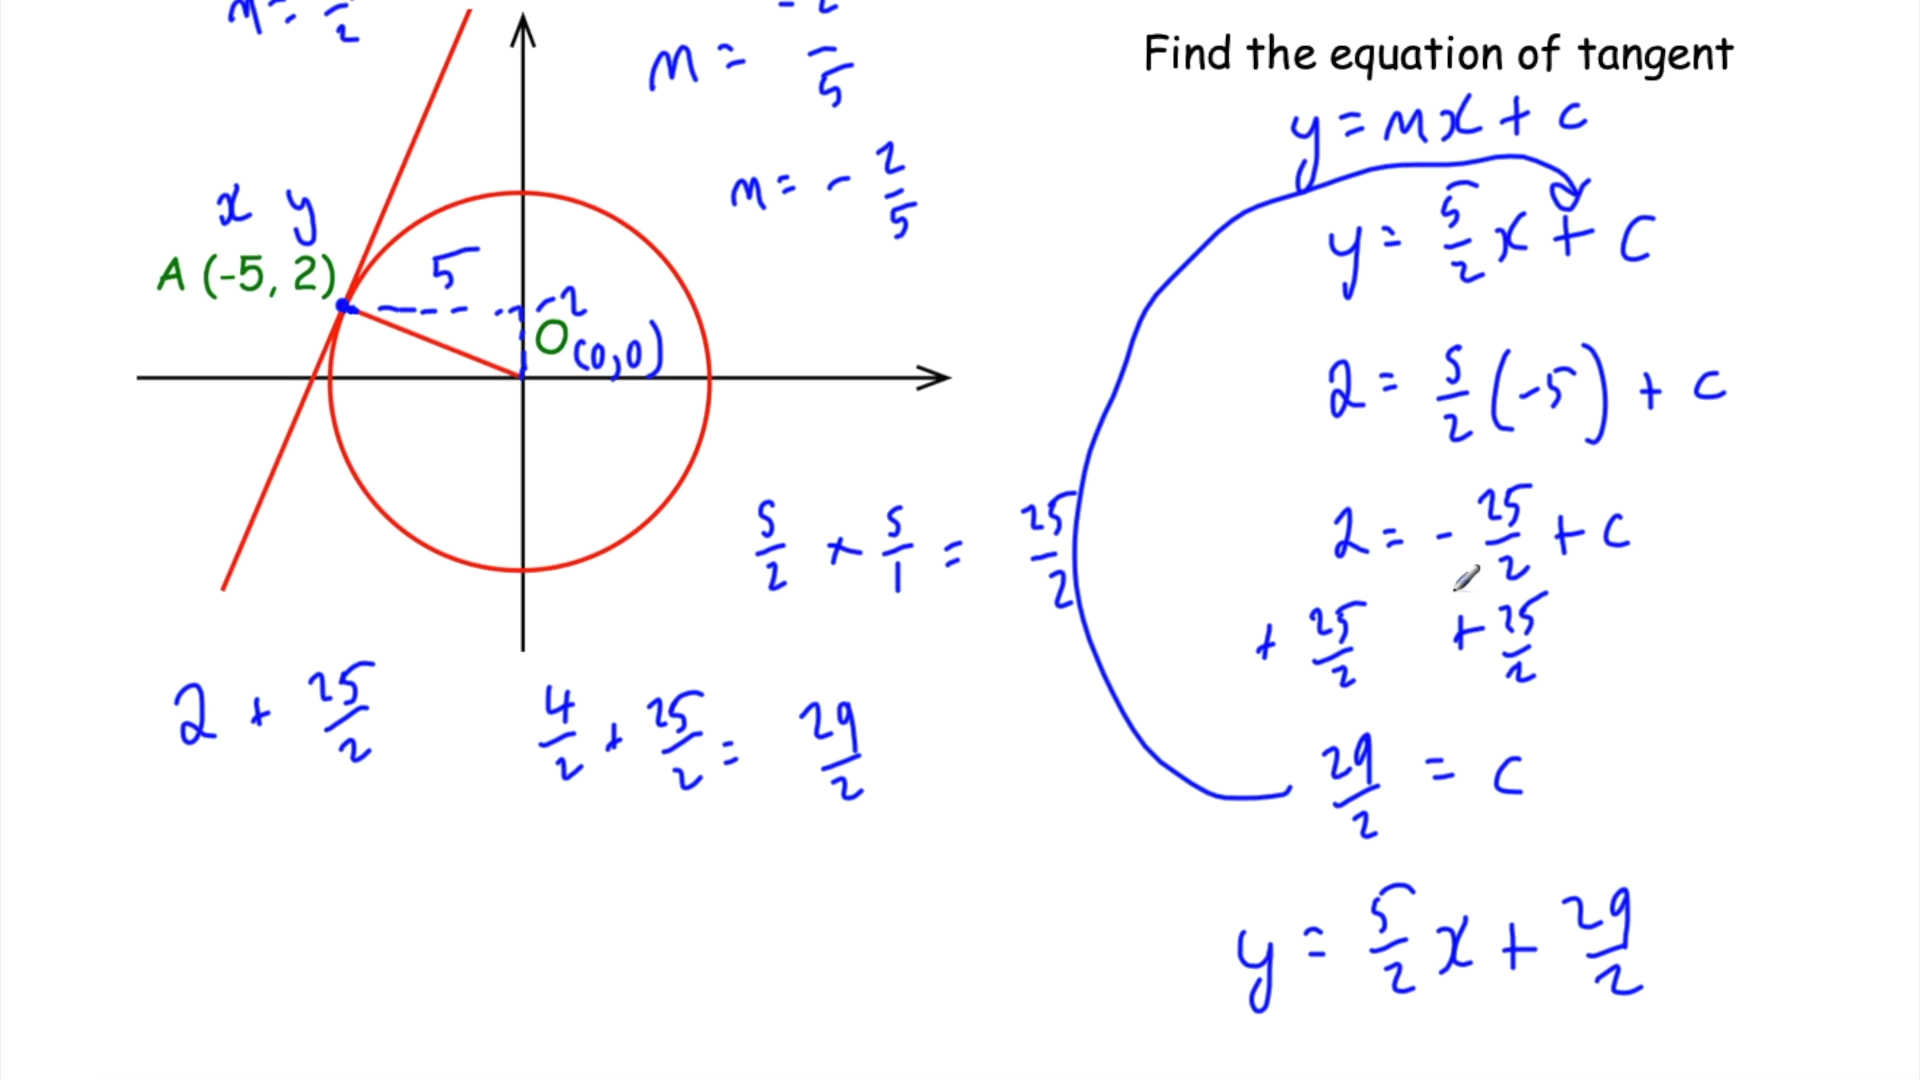 m = 5/2
m = -2/5
m = - 2/5
x y
A (-5, 2)
5
-2
O (0,0)
5/2 × 5/1 = 25/2
2 + 25/2
4/2 + 25/2 = 29/2
Find the equation of tangent
y = mx + c
y = 5/2 x + C
2 = 5/2 (-5) + c
2 = - 25/2 + c
+ 25/2 + 25/2
29/2 = c
y = 5/2 x + 29/2